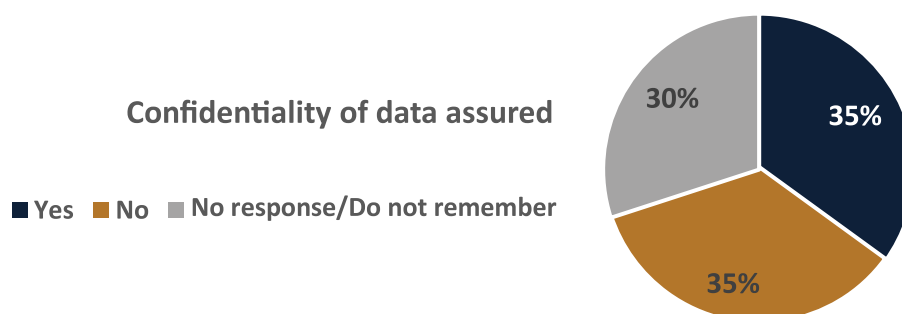 30%
35%
Confidentiality of data assured
Yes No No response/Do not remember
35%